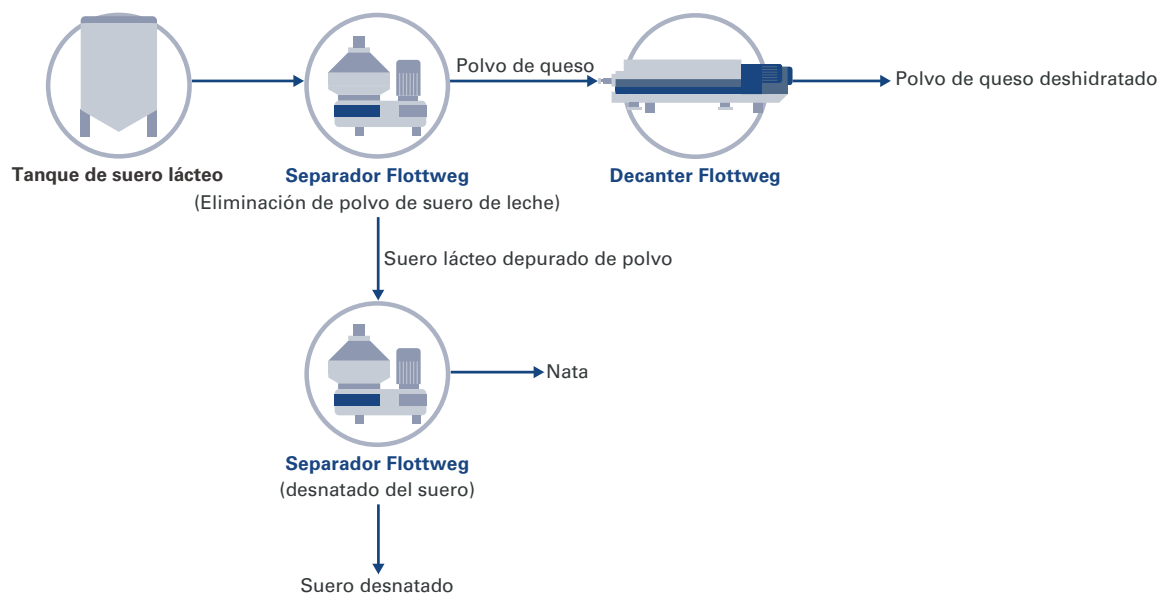 Polvo de queso
Polvo de queso deshidratado
Tanque de suero lácteo
Separador Flottweg
(Eliminación de polvo de suero de leche)
Decanter Flottweg
Suero lácteo depurado de polvo
Nata
Separador Flottweg
(desnatado del suero)
Suero desnatado